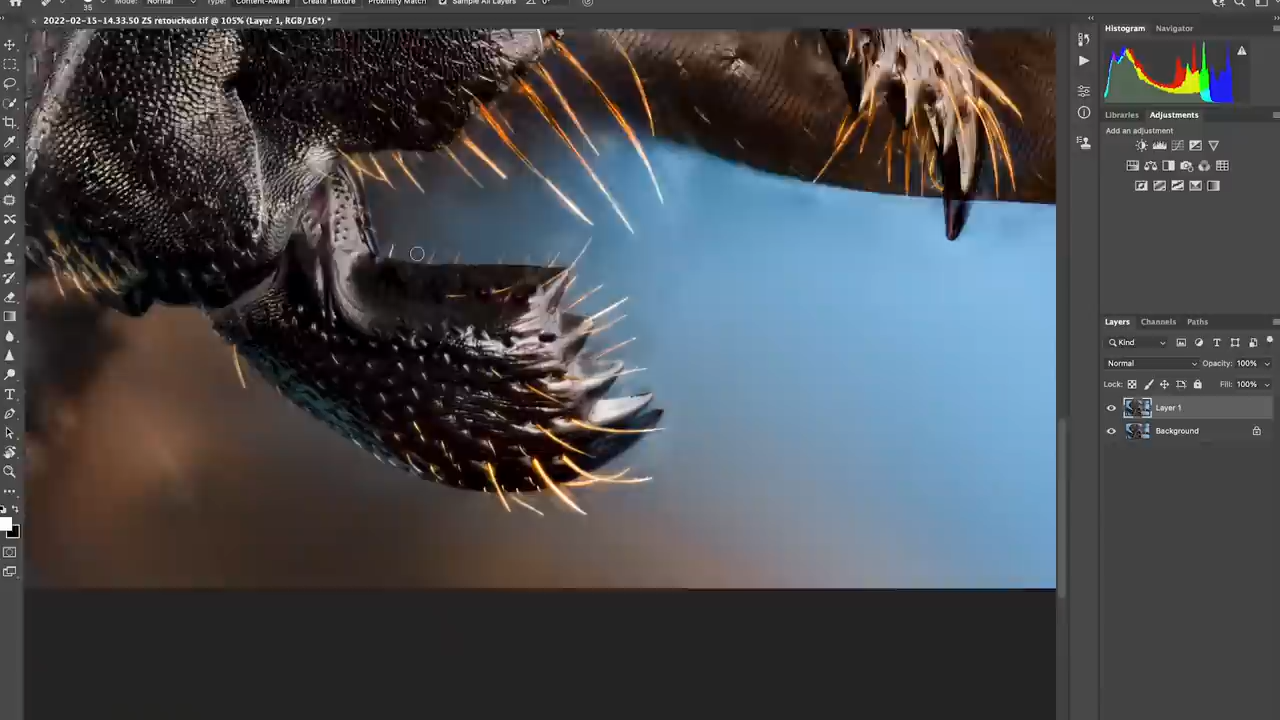 35
Mode: Normal
Type: Content-Aware
Create Texture
Proximity Match
Sample All Layers
0°
× 2022-02-15-14.33.50 ZS retouched.tif @ 105% (Layer 1, RGB/16*) *
Histogram
Navigator
Libraries
Adjustments
Add an adjustment
Layers
Channels
Paths
Kind
Normal
Opacity: 100%
Lock:
Fill: 100%
Layer 1
Background